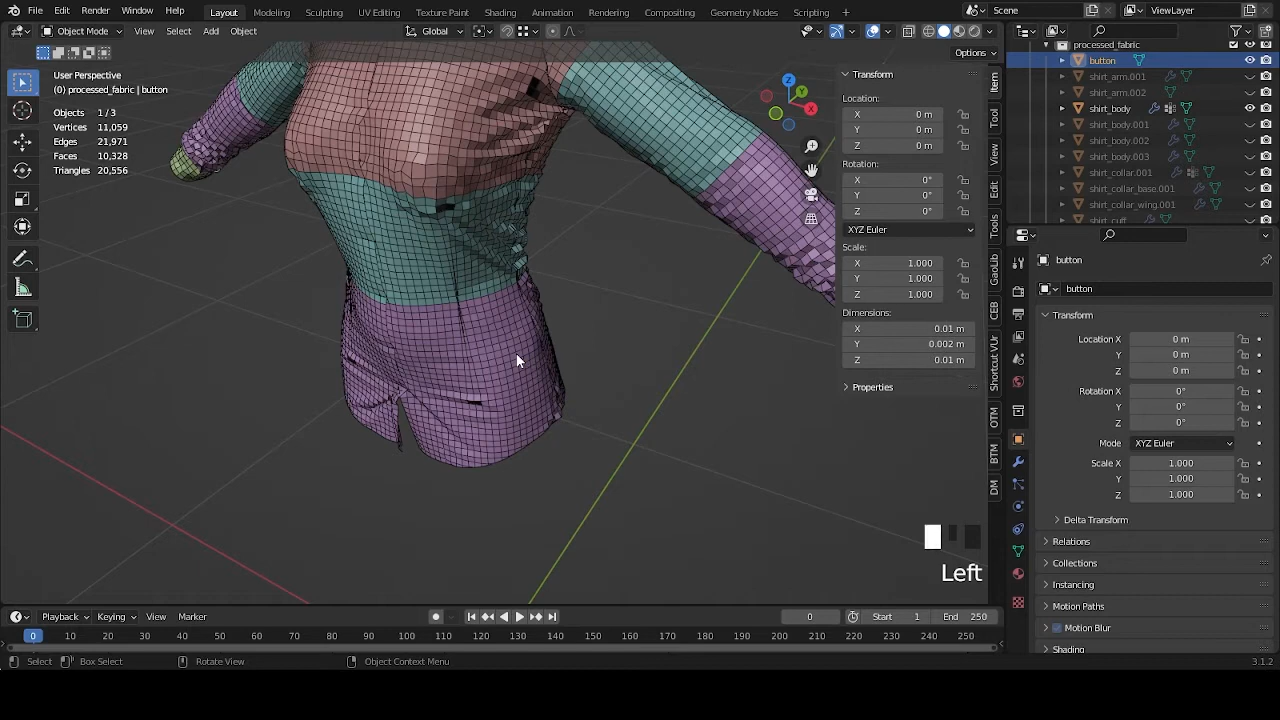 File Edit Render Window Help Layout Modeling Sculpting UV Editing Texture Paint Shading Animation Rendering Compositing Geometry Nodes Scripting + Scene ViewLayer
Object Mode View Select Add Object Global
Options
User Perspective
(0) processed_fabric | button
Objects 1 / 3
Vertices 11,059
Edges 21,971
Faces 10,328
Triangles 20,556
Z
Y
X
Transform
Location:
X 0 m
Y 0 m
Z 0 m
Rotation:
X 0°
Y 0°
Z 0°
XYZ Euler
Scale:
X 1.000
Y 1.000
Z 1.000
Dimensions:
X 0.01 m
Y 0.002 m
Z 0.01 m
Properties
Item
Tool
View
Edit
Tools
GaoLib
CEB
Shortcut VUr
OTM
BTM
DM
processed_fabric
button
shirt_arm.001
shirt_arm.002
shirt_body
shirt_body.001
shirt_body.002
shirt_body.003
shirt_collar.001
shirt_collar_base.001
shirt_collar_wing.001
shirt_cuff
button
button
Transform
Location X 0 m
Y 0 m
Z 0 m
Rotation X 0°
Y 0°
Z 0°
Mode XYZ Euler
Scale X 1.000
Y 1.000
Z 1.000
Delta Transform
Relations
Collections
Instancing
Motion Paths
Motion Blur
Shading
Left
Playback Keying View Marker 0 Start 1 End 250
0 10 20 30 40 50 60 70 80 90 100 110 120 130 140 150 160 170 180 190 200 210 220 230 240 250
Select Box Select Rotate View Object Context Menu 3.1.2